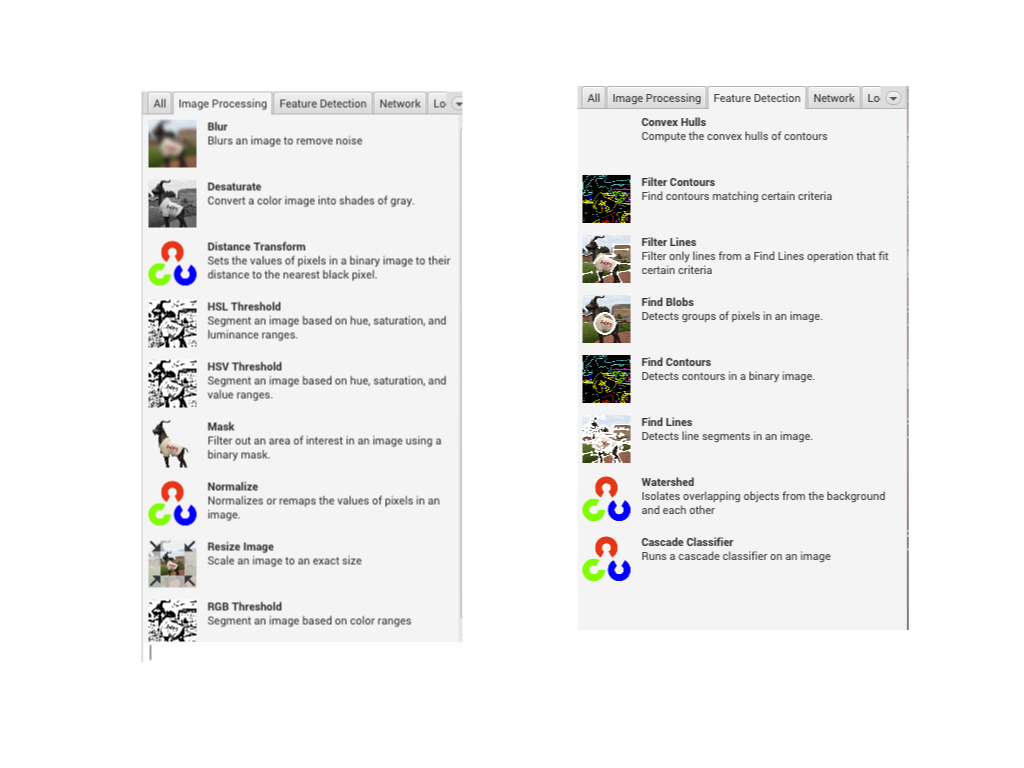 All Image Processing Feature Detection Network Lo
Blur
Blurs an image to remove noise
Desaturate
Convert a color image into shades of gray.
Distance Transform
Sets the values of pixels in a binary image to their
distance to the nearest black pixel.
HSL Threshold
Segment an image based on hue, saturation, and
luminance ranges.
HSV Threshold
Segment an image based on hue, saturation, and
value ranges.
Mask
Filter out an area of interest in an image using a
binary mask.
Normalize
Normalizes or remaps the values of pixels in an
image.
Resize Image
Scale an image to an exact size
RGB Threshold
Segment an image based on color ranges
All Image Processing Feature Detection Network Lo
Convex Hulls
Compute the convex hulls of contours
Filter Contours
Find contours matching certain criteria
Filter Lines
Filter only lines from a Find Lines operation that fit
certain criteria
Find Blobs
Detects groups of pixels in an image.
Find Contours
Detects contours in a binary image.
Find Lines
Detects line segments in an image.
Watershed
Isolates overlapping objects from the background
and each other
Cascade Classifier
Runs a cascade classifier on an image